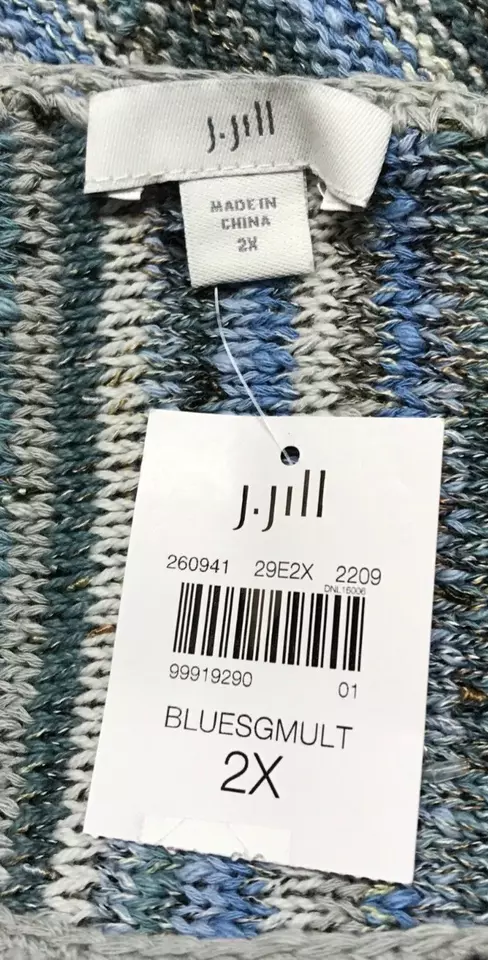 J.Jill
MADE IN
CHINA
2X
J.Jill
260941 29E2X 2209
DNL16006
99919290 01
BLUESGMULT
2X